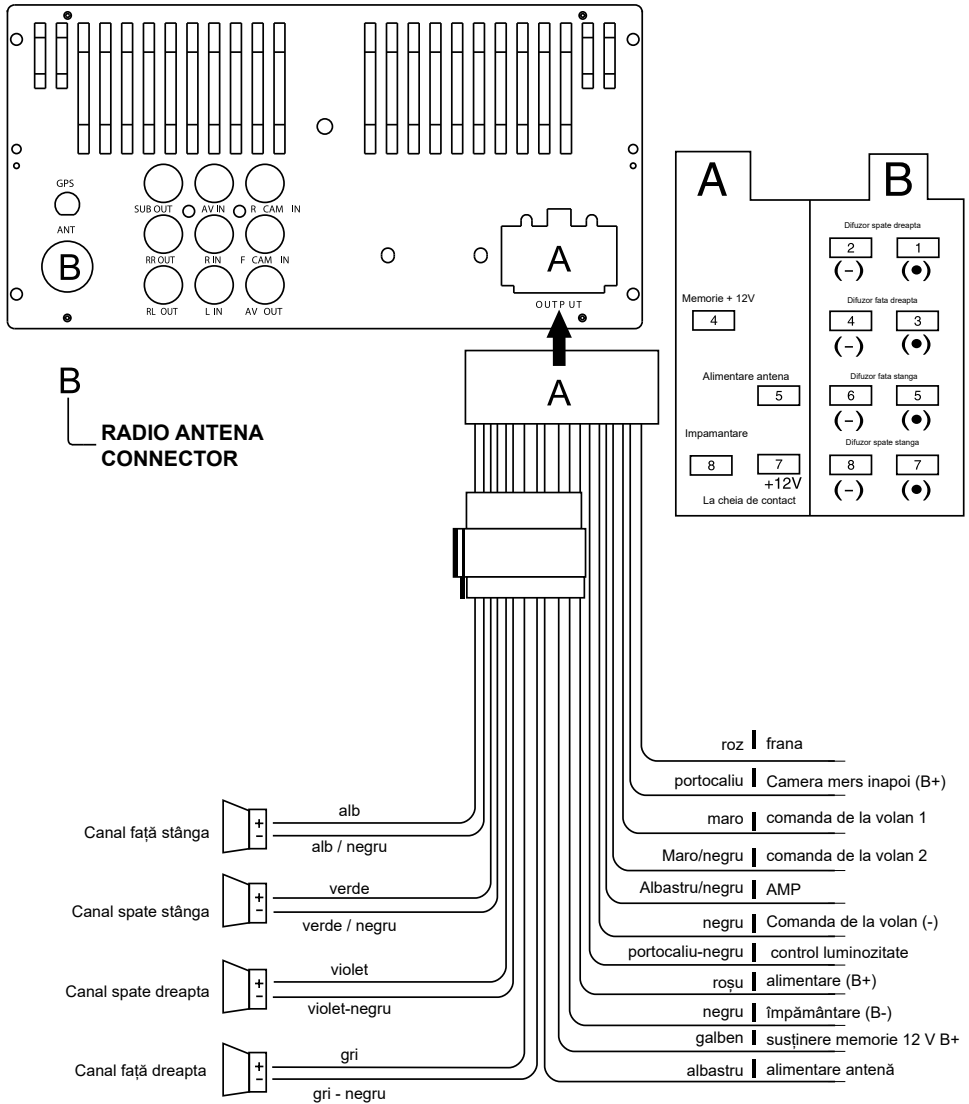 GPS
ANT
B
SUB OUT AV IN R CAM IN
RR OUT R IN F CAM IN
RL OUT L IN AV OUT
A
OUTPUT
B
RADIO ANTENA
CONNECTOR
A
A
Memorie + 12V
4
Alimentare antena
5
Impamantare
8 7
+12V
La cheia de contact
B
Difuzor spate dreapta
2 1
(-) (•)
Difuzor fata dreapta
4 3
(-) (•)
Difuzor fata stanga
6 5
(-) (•)
Difuzor spate stanga
8 7
(-) (•)
Canal față stânga
+
-
alb
alb / negru
Canal spate stânga
+
-
verde
verde / negru
Canal spate dreapta
+
-
violet
violet-negru
Canal față dreapta
+
-
gri
gri - negru
roz frana
portocaliu Camera mers inapoi (B+)
maro comanda de la volan 1
Maro/negru comanda de la volan 2
Albastru/negru AMP
negru Comanda de la volan (-)
portocaliu-negru control luminozitate
roșu alimentare (B+)
negru împământare (B-)
galben susținere memorie 12 V B+
albastru alimentare antenă